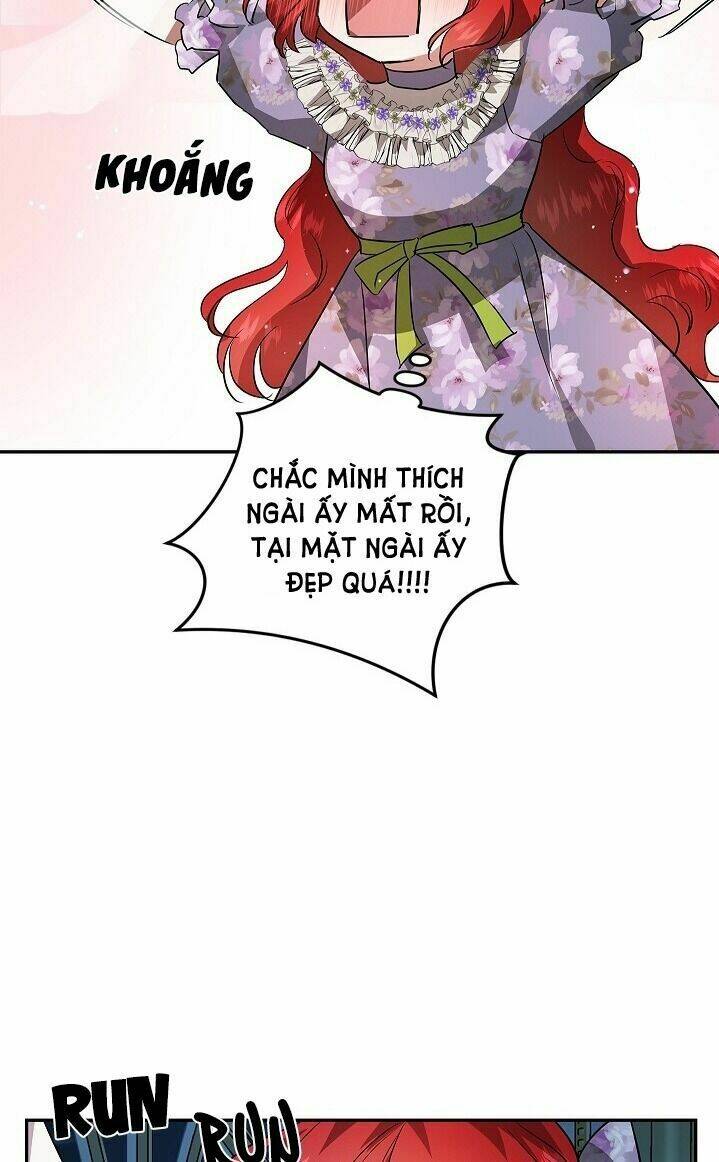 KHOẮNG
CHẮC MÌNH THÍCH
NGÀI ẤY MẤT RỒI,
TẠI MẶT NGÀI ẤY
ĐẸP QUÁ!!!!
RUN
RUN